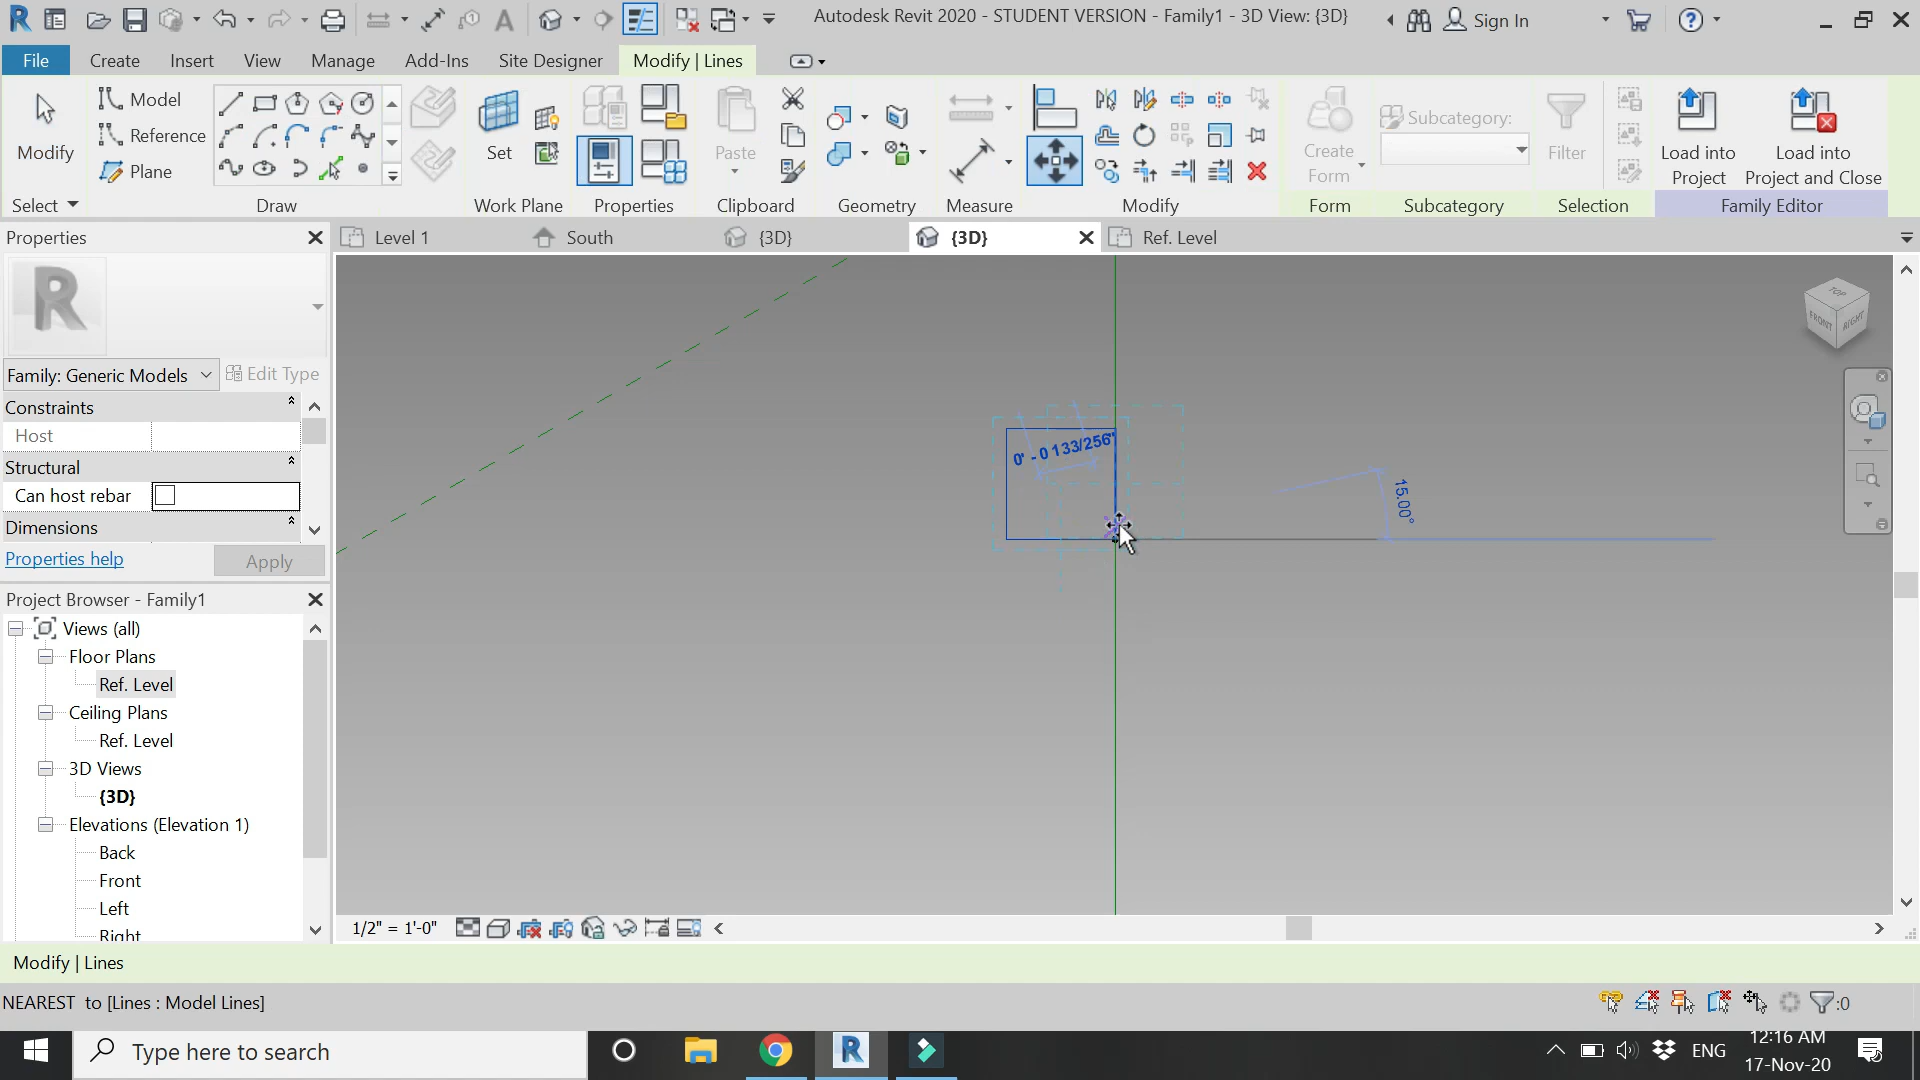 Autodesk Revit 2020 - STUDENT VERSION - Family1 - 3D View: {3D}
Sign In
File Create Insert View Manage Add-Ins Site Designer Modify | Lines
Modify
Model
Reference
Plane
Set
Paste
Create
Form
Subcategory:
Filter
Load into
Project
Load into
Project and Close
Select Draw Work Plane Properties Clipboard Geometry Measure Modify Form Subcategory Selection Family Editor
Properties
Level 1 South {3D} {3D} Ref. Level
R
Family: Generic Models
Edit Type
Constraints
Host
Structural
Can host rebar
Dimensions
Properties help
Apply
Project Browser - Family1
Views (all)
Floor Plans
Ref. Level
Ceiling Plans
Ref. Level
3D Views
{3D}
Elevations (Elevation 1)
Back
Front
Left
Right
0' - 0 133/256"
15.00°
TOP
FRONT RIGHT
1/2" = 1'-0"
Modify | Lines
NEAREST to [Lines : Model Lines]
:0
Type here to search
ENG
12:16 AM
17-Nov-20